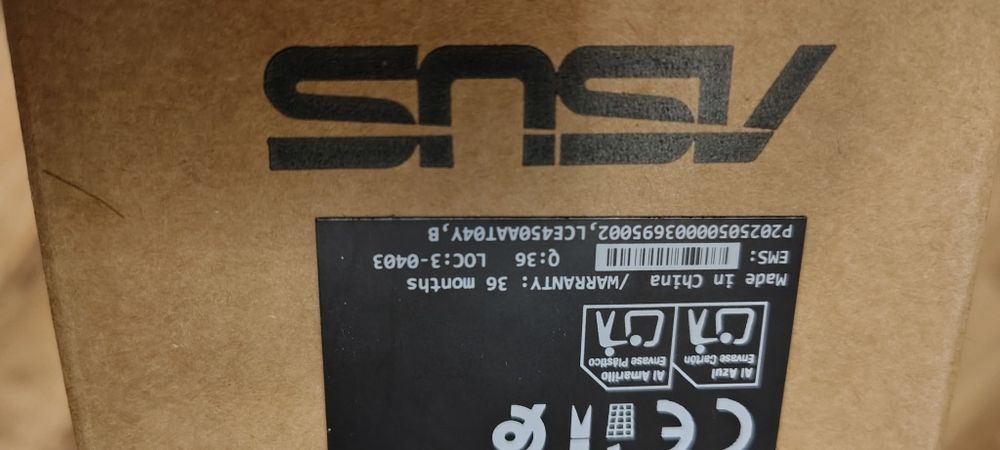 CE
Al Azul
Envase Cartón
Al Amarillo
Envase Plástico
Made in China /WARRANTY: 36 months
EMS: Q:36 LOC:3-0403
P20250500003695002,LCE450AAT04Y,B
ASUS